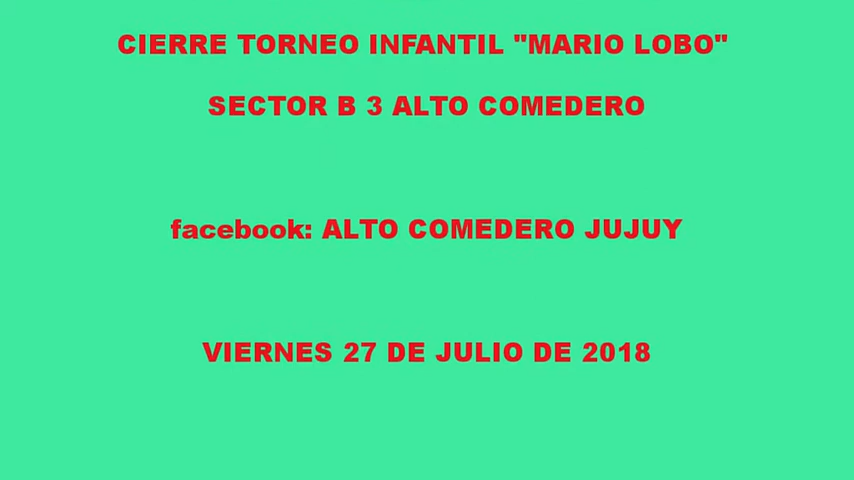 CIERRE TORNEO INFANTIL "MARIO LOBO"
SECTOR B 3 ALTO COMEDERO
facebook: ALTO COMEDERO JUJUY
VIERNES 27 DE JULIO DE 2018